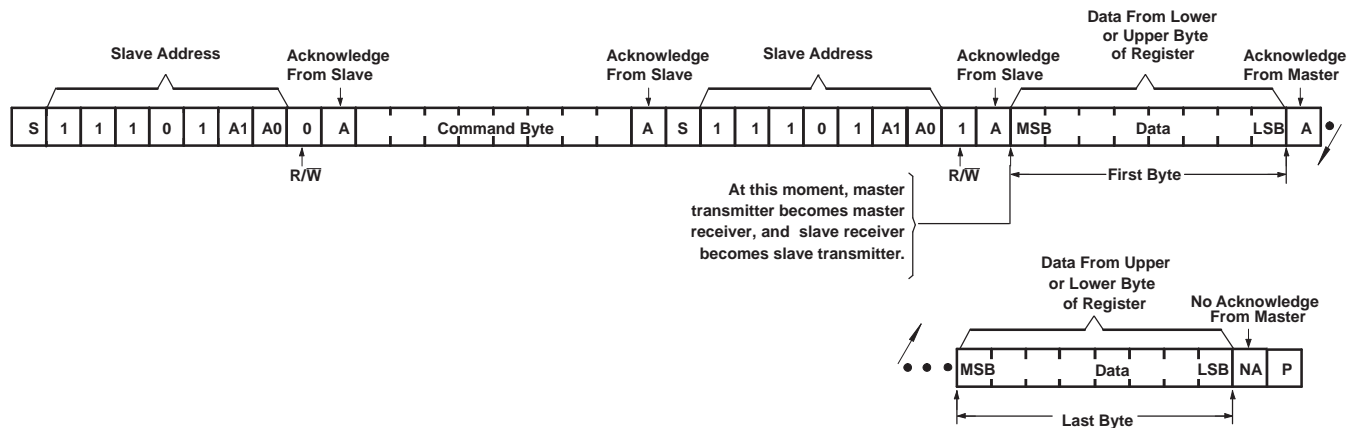 Data From Lower
or Upper Byte
of Register
Slave Address
Acknowledge
From Slave
Acknowledge
From Slave
Slave Address
Acknowledge
From Slave
Acknowledge
From Master
S 1 1 1 0 1 A1 A0 0 A Command Byte A S 1 1 1 0 1 A1 A0 1 A MSB Data LSB A
R/W̅
R/W̅
First Byte
At this moment, master
transmitter becomes master
receiver, and slave receiver
becomes slave transmitter.
Data From Upper
or Lower Byte
of Register
No Acknowledge
From Master
MSB Data LSB NA P
Last Byte